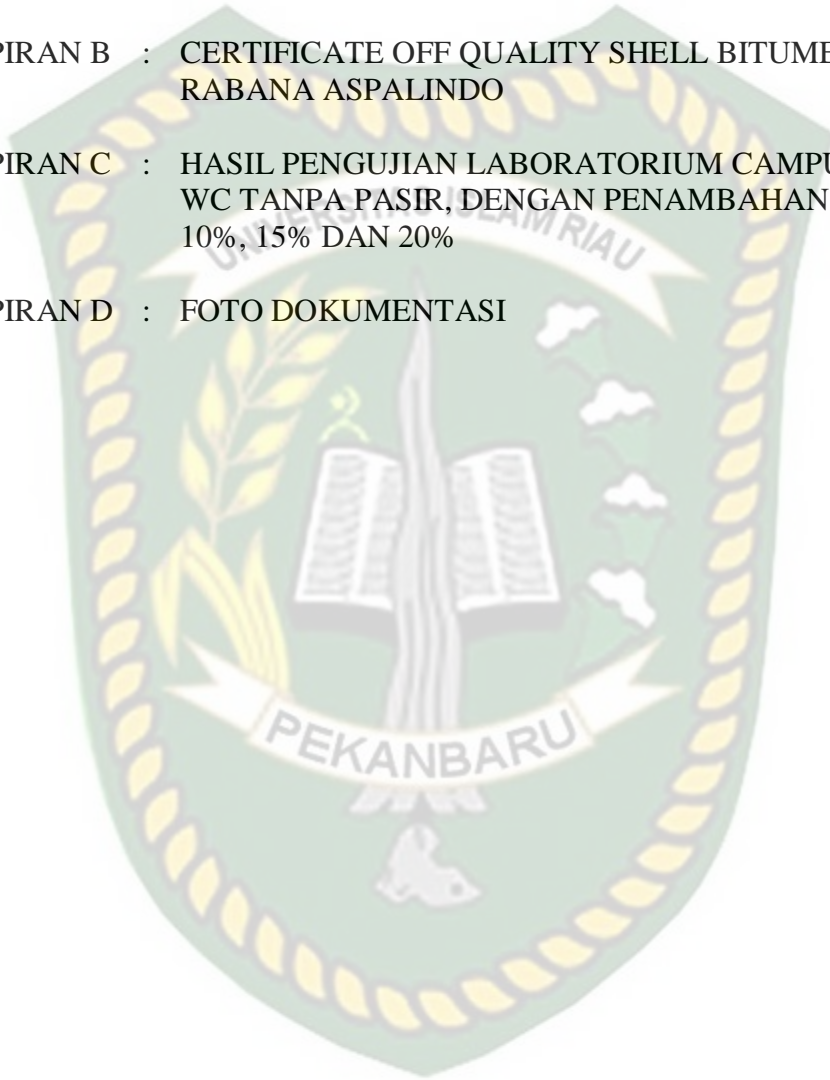 PIRAN B : CERTIFICATE OFF QUALITY SHELL BITUME
RABANA ASPALINDO
PIRAN C : HASIL PENGUJIAN LABORATORIUM CAMPU
WC TANPA PASIR, DENGAN PENAMBAHAN
10%, 15% DAN 20%
PIRAN D : FOTO DOKUMENTASI
UNIVERSITAS ISLAM RIAU
PEKANBARU